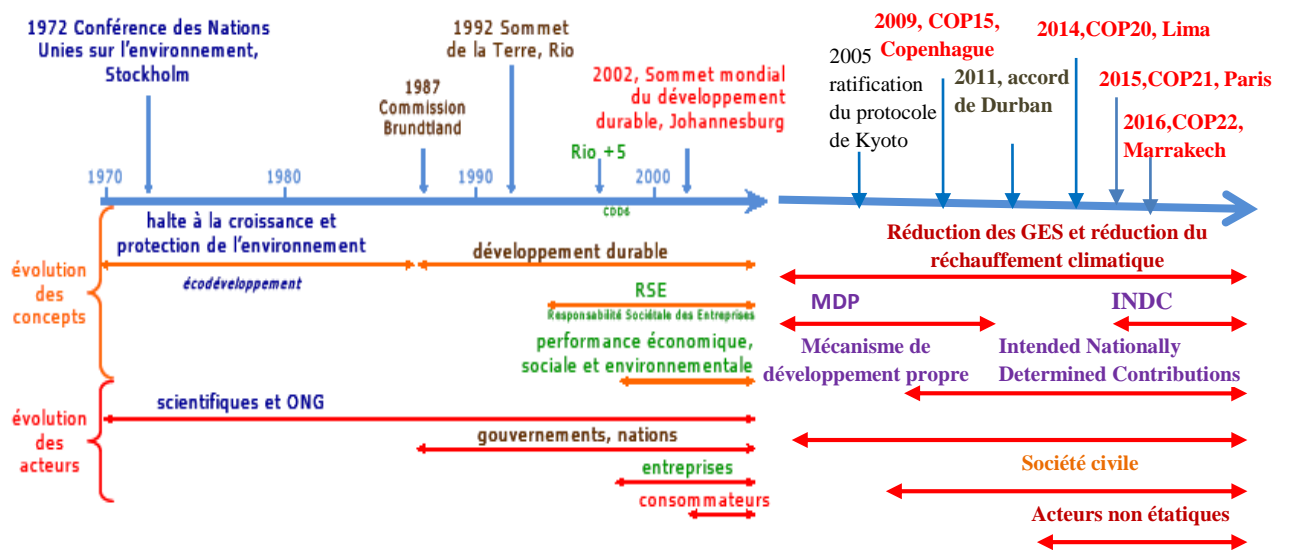 1972 Conférence des Nations
Unies sur l'environnement,
Stockholm
1987
Commission
Brundtland
1992 Sommet
de la Terre, Rio
2002, Sommet mondial
du développement
durable, Johannesburg
Rio +5
2005
ratification
du protocole
de Kyoto
2009, COP15,
Copenhague
2011, accord
de Durban
2014,COP20, Lima
2015,COP21, Paris
2016,COP22,
Marrakech
1970
1980
1990
2000
CDD6
évolution
des
concepts
halte à la croissance et
protection de l'environnement
écodéveloppement
développement durable
RSE
Responsabilité Sociétale des Entreprises
performance économique,
sociale et environnementale
Réduction des GES et réduction du
réchauffement climatique
MDP
INDC
Mécanisme de
développement propre
Intended Nationally
Determined Contributions
évolution
des
acteurs
scientifiques et ONG
gouvernements, nations
entreprises
consommateurs
Société civile
Acteurs non étatiques